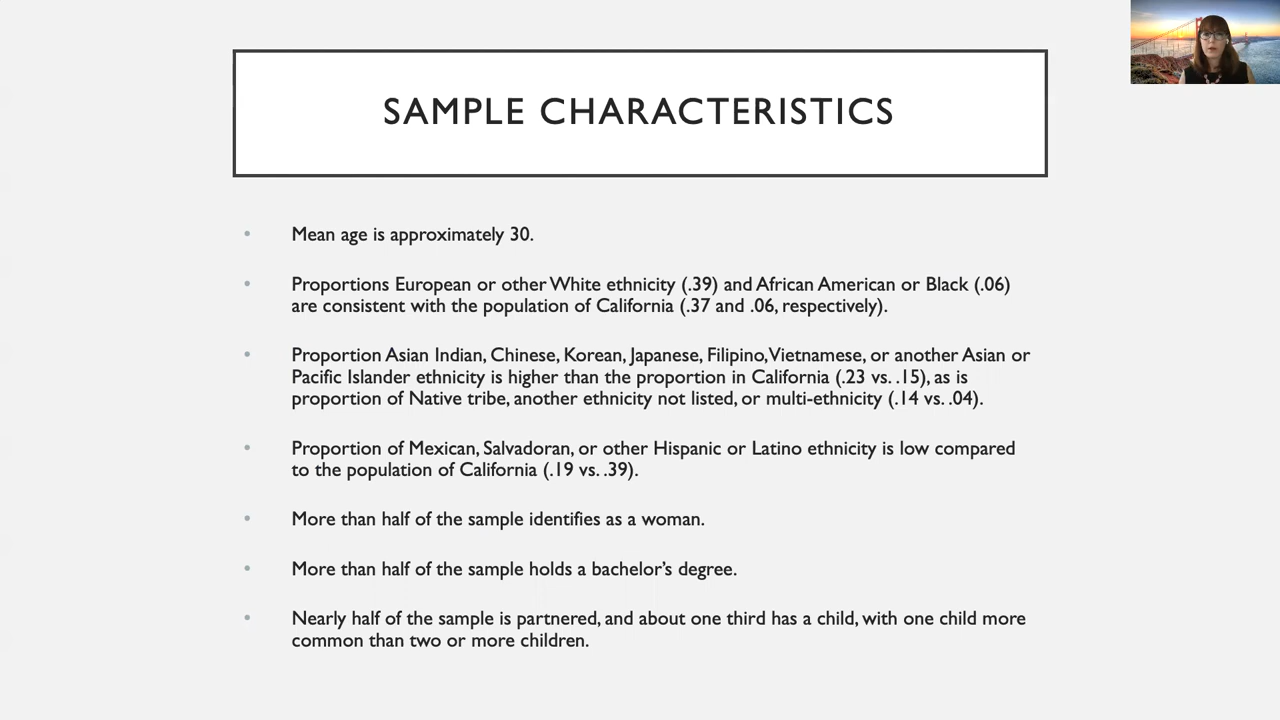 SAMPLE CHARACTERISTICS
• Mean age is approximately 30.
• Proportions European or other White ethnicity (.39) and African American or Black (.06)
are consistent with the population of California (.37 and .06, respectively).
• Proportion Asian Indian, Chinese, Korean, Japanese, Filipino, Vietnamese, or another Asian or
Pacific Islander ethnicity is higher than the proportion in California (.23 vs. .15), as is
proportion of Native tribe, another ethnicity not listed, or multi-ethnicity (.14 vs. .04).
• Proportion of Mexican, Salvadoran, or other Hispanic or Latino ethnicity is low compared
to the population of California (.19 vs. .39).
• More than half of the sample identifies as a woman.
• More than half of the sample holds a bachelor’s degree.
• Nearly half of the sample is partnered, and about one third has a child, with one child more
common than two or more children.